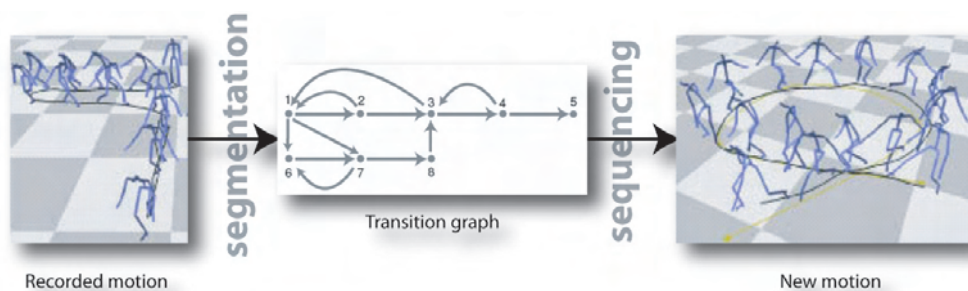 segmentation
sequencing
1 2 3 4 5
6 7 8
Transition graph
Recorded motion
New motion